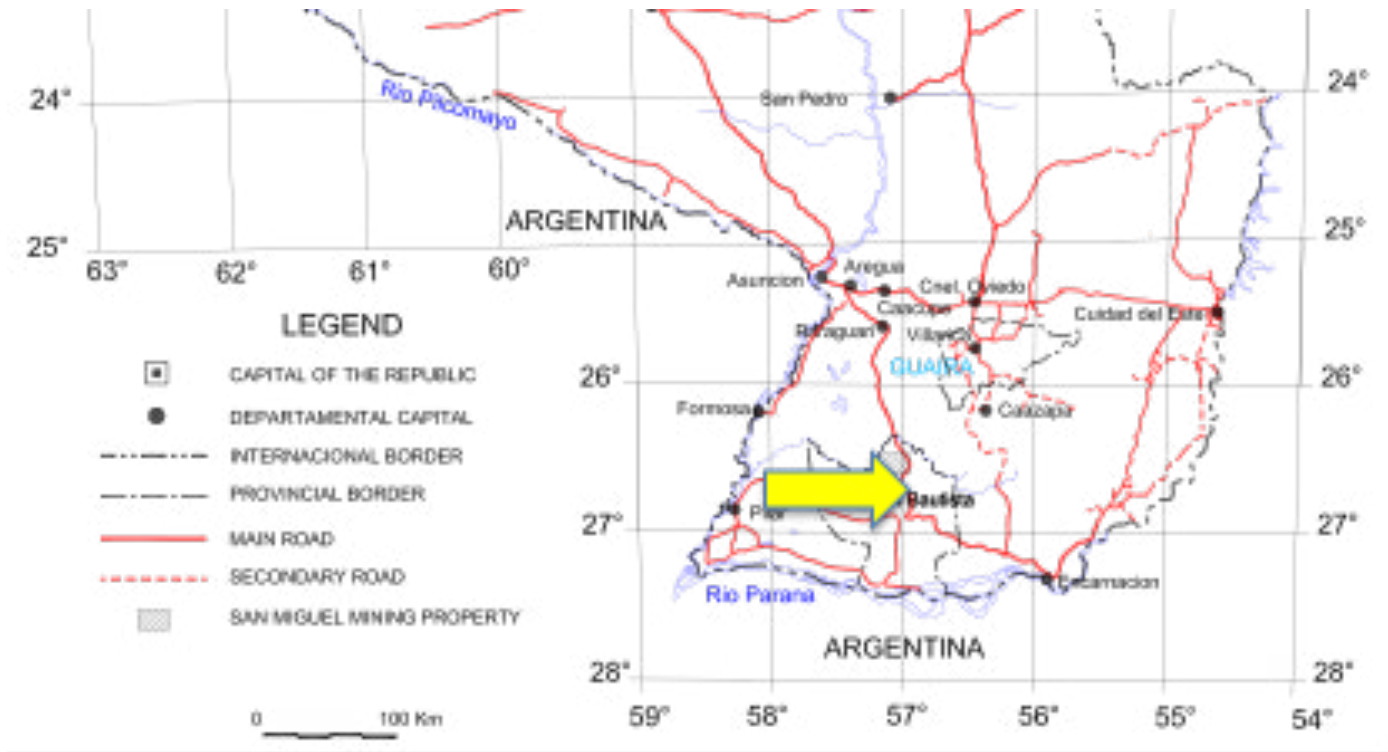 24°
24°
San Pedro
Rio Pilcomayo
ARGENTINA
25°
25°
63° 62° 61° 60°
Asuncion
Aregua
Cnel. Oviedo
Caacupe
Cuidad del Este
Villarrica
LEGEND
CAPITAL OF THE REPUBLIC
DEPARTAMENTAL CAPITAL
INTERNACIONAL BORDER
PROVINCIAL BORDER
MAIN ROAD
SECONDARY ROAD
SAN MIGUEL MINING PROPERTY
0 100 Km
GUAIRA
26°
26°
Formosa
Caazapa
Bautista
Pilar
27°
27°
Encarnacion
Rio Parana
ARGENTINA
28°
28°
59° 58° 57° 56° 55° 54°